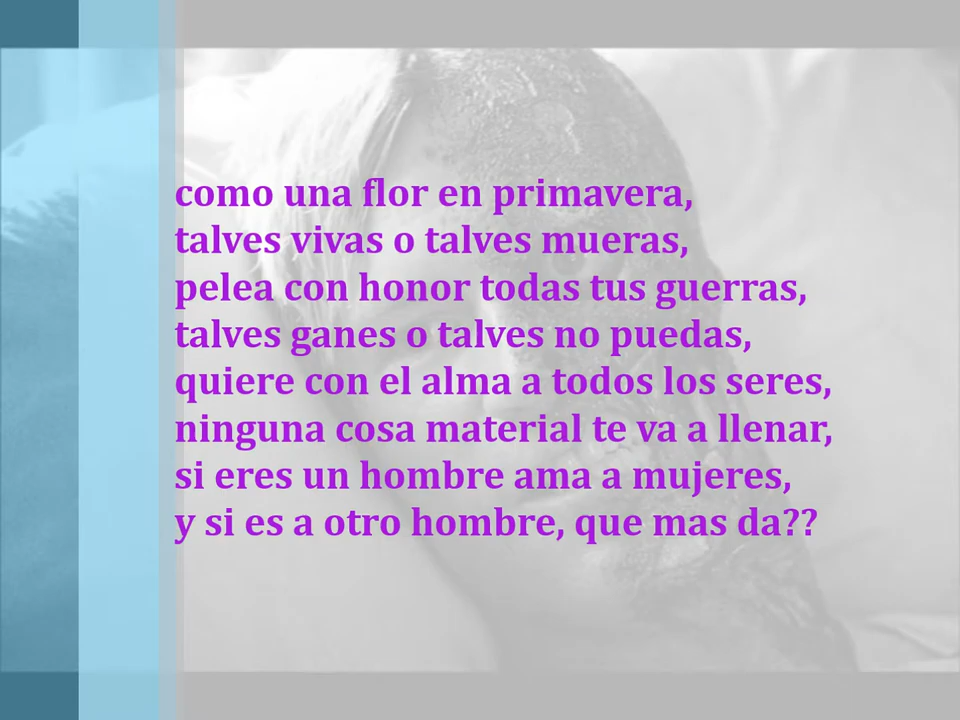 como una flor en primavera,
talves vivas o talves mueras,
pelea con honor todas tus guerras,
talves ganes o talves no puedas,
quiere con el alma a todos los seres,
ninguna cosa material te va a llenar,
si eres un hombre ama a mujeres,
y si es a otro hombre, que mas da??